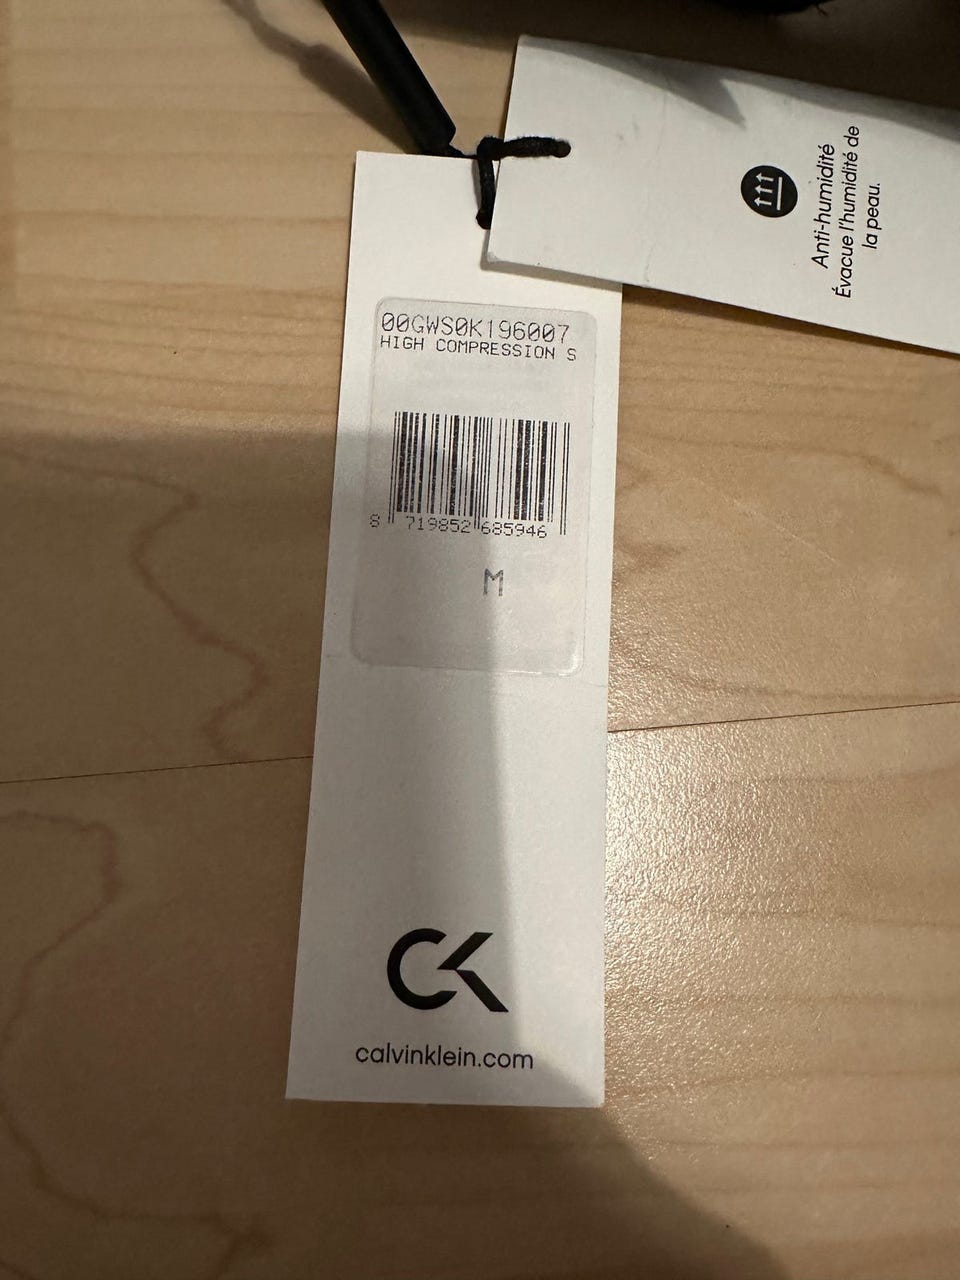 00GWS0K196007
HIGH COMPRESSION S
8 719852 685946
M
CK
calvinklein.com
Anti-humidité
Évacue l'humidité de
la peau.